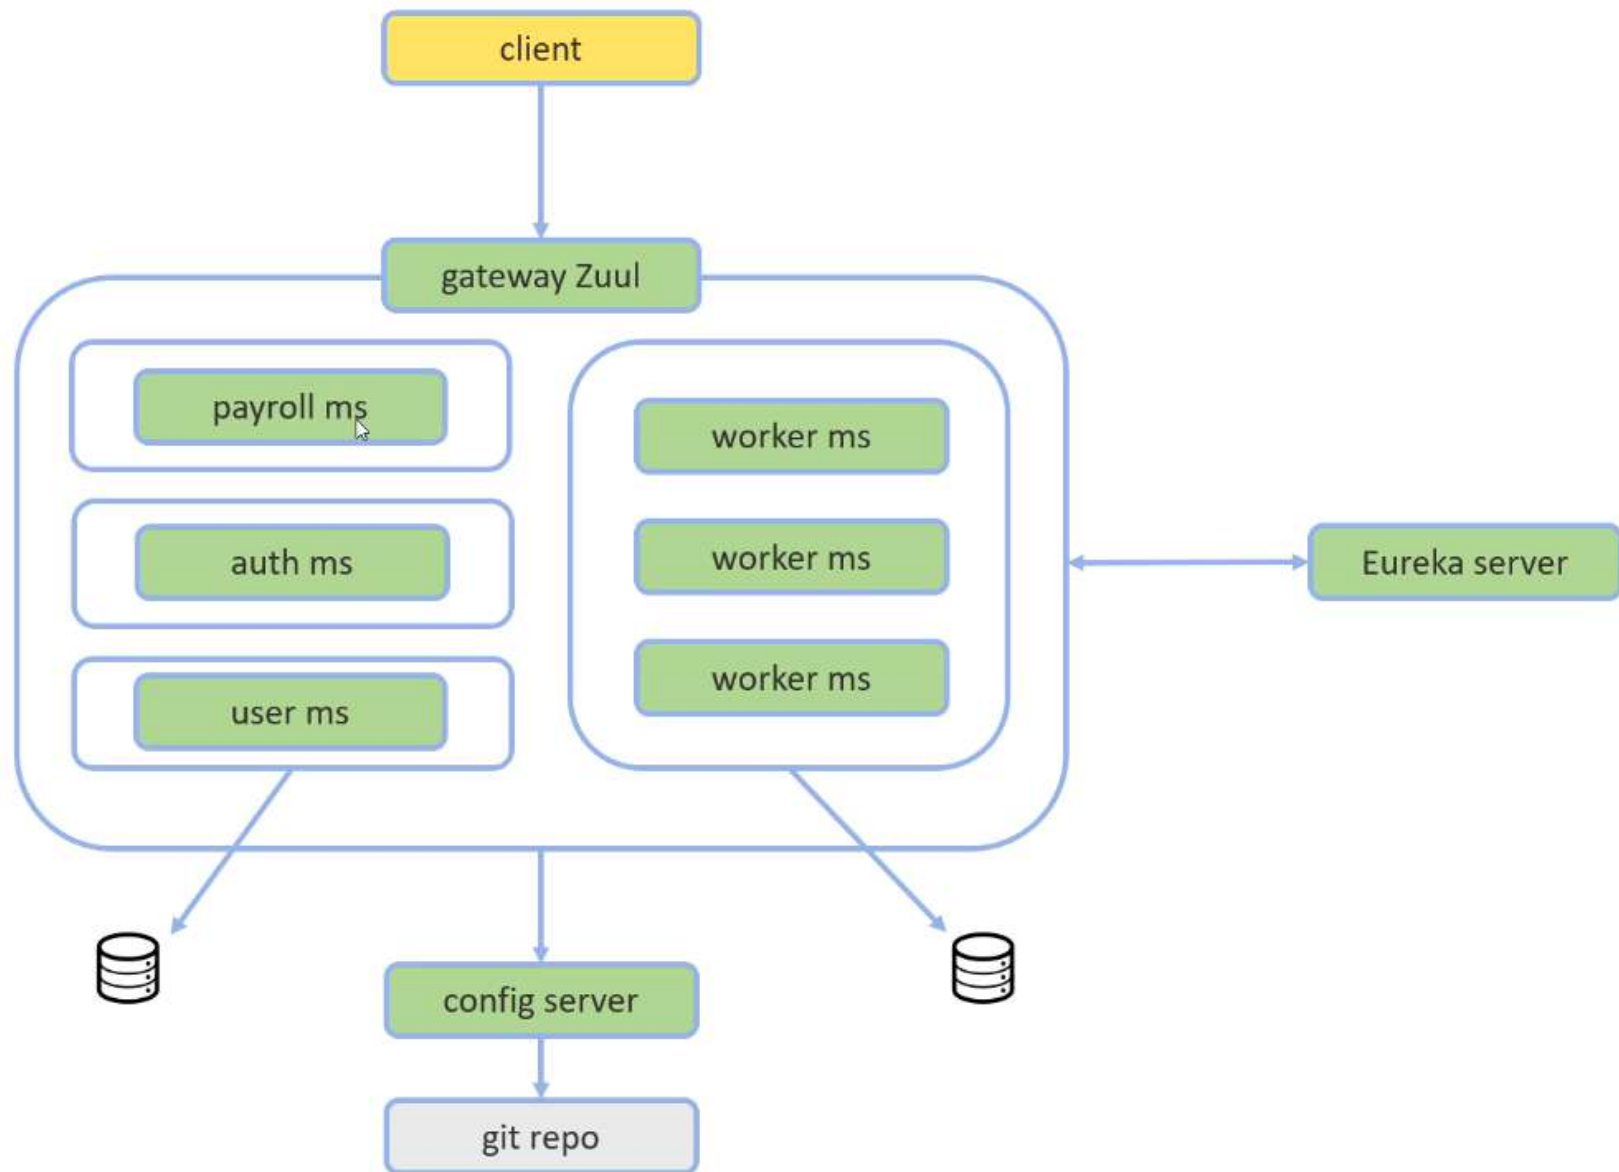 client
gateway Zuul
payroll ms
auth ms
user ms
worker ms
worker ms
worker ms
Eureka server
config server
git repo